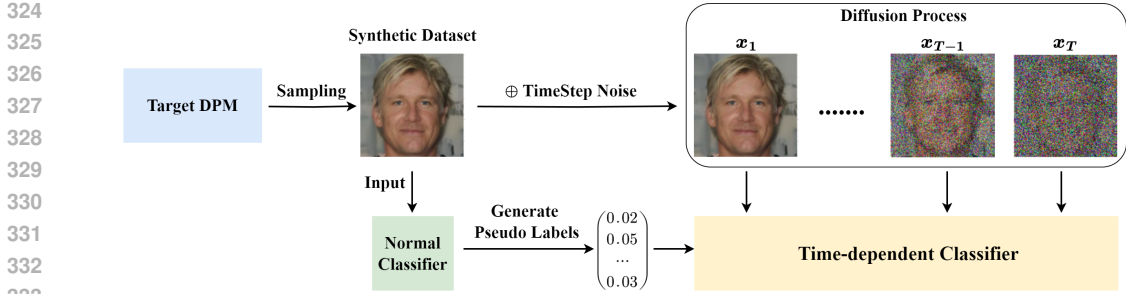 324
325
326
327
328
329
330
331
332
Diffusion Process
Synthetic Dataset
x_1
x_{T-1}
x_T
Target DPM
Sampling
⊕ TimeStep Noise
.......
Input
Normal
Classifier
Generate
Pseudo Labels
0.02
0.05
...
0.03
Time-dependent Classifier